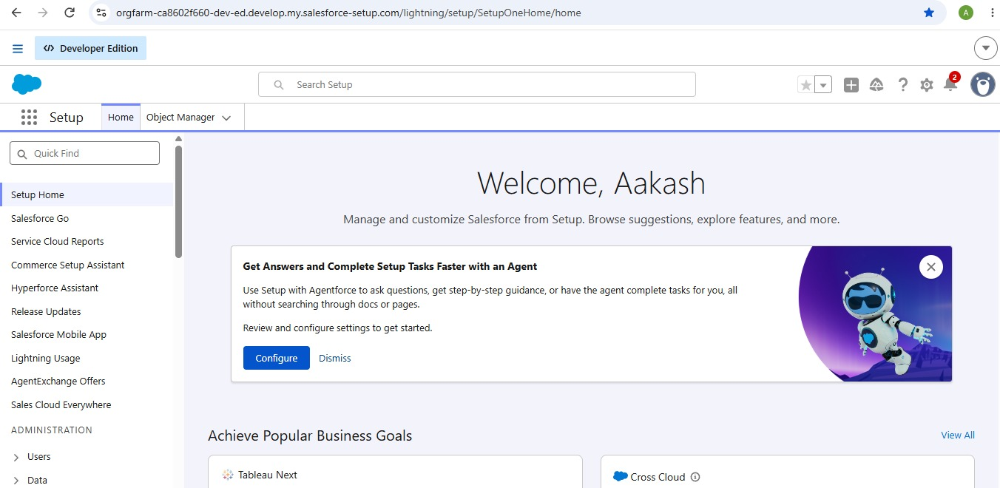 orgfarm-ca8602f660-dev-ed.develop.my.salesforce-setup.com/lightning/setup/SetupOneHome/home
A
</> Developer Edition
Search Setup
2
Setup
Home
Object Manager
Quick Find
Setup Home
Salesforce Go
Service Cloud Reports
Commerce Setup Assistant
Hyperforce Assistant
Release Updates
Salesforce Mobile App
Lightning Usage
AgentExchange Offers
Sales Cloud Everywhere
ADMINISTRATION
Users
Data
Welcome, Aakash
Manage and customize Salesforce from Setup. Browse suggestions, explore features, and more.
Get Answers and Complete Setup Tasks Faster with an Agent
Use Setup with Agentforce to ask questions, get step-by-step guidance, or have the agent complete tasks for you, all
without searching through docs or pages.
Review and configure settings to get started.
Configure
Dismiss
Achieve Popular Business Goals
View All
Tableau Next
Cross Cloud